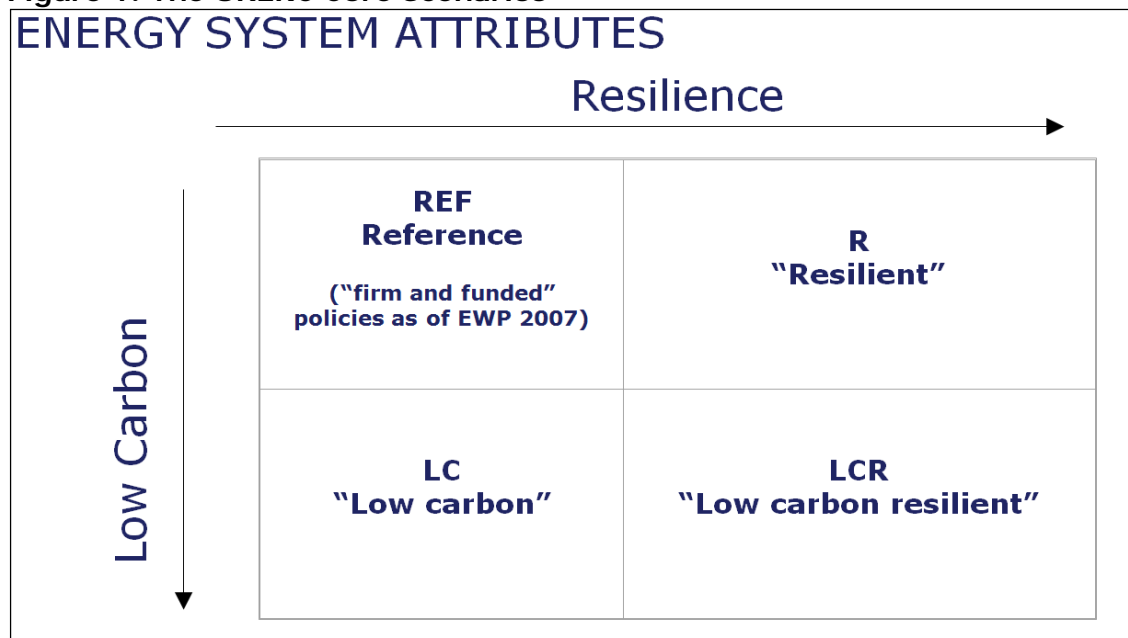 ENERGY SYSTEM ATTRIBUTES
Resilience
Low Carbon
REF
Reference
(“firm and funded”
policies as of EWP 2007)
R
“Resilient”
LC
“Low carbon”
LCR
“Low carbon resilient”